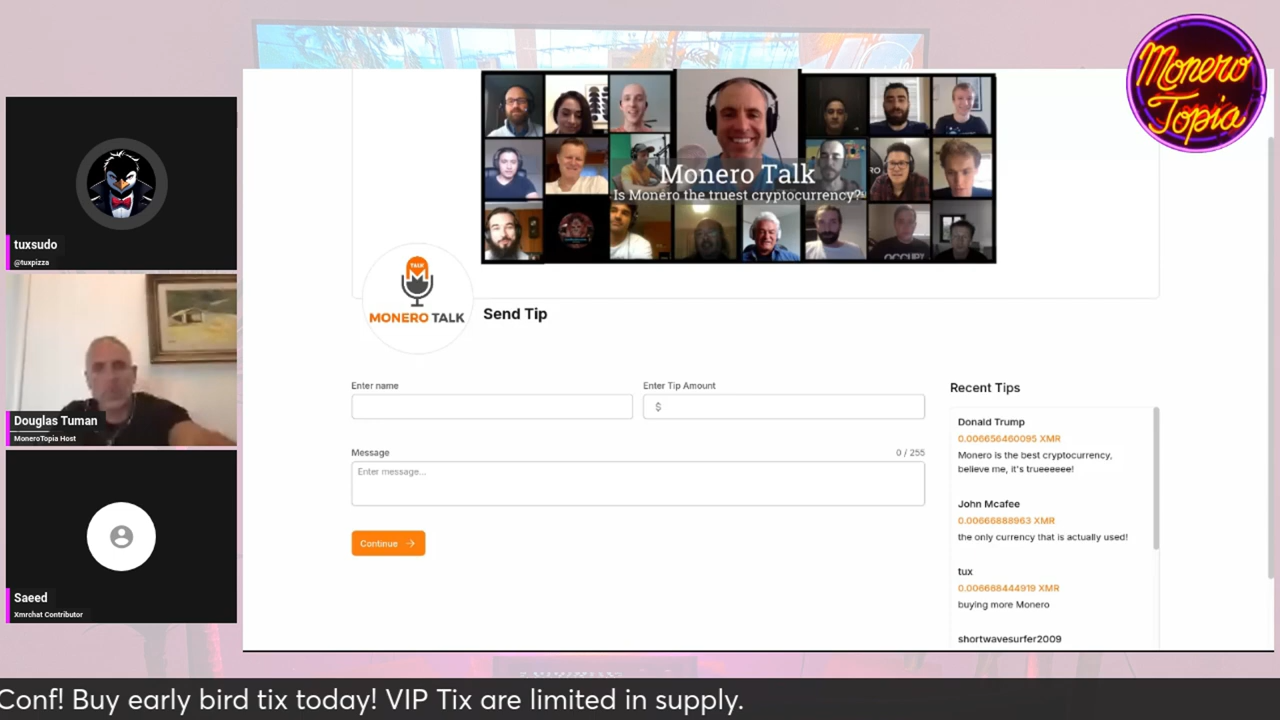 Monero
Topia
tuxsudo
@tuxpizza
Douglas Tuman
MoneroTopia Host
Saeed
Xmrchat Contributor
Monero Talk
Is Monero the truest cryptocurrency?
OCCUPY
TALK
MONERO TALK
Send Tip
Enter name
Enter Tip Amount
$
Message
0 / 255
Enter message...
Continue →
Recent Tips
Donald Trump
0.006656460095 XMR
Monero is the best cryptocurrency,
believe me, it's trueeeeee!
John Mcafee
0.00666888963 XMR
the only currency that is actually used!
tux
0.006668444919 XMR
buying more Monero
shortwavesurfer2009
Conf! Buy early bird tix today! VIP Tix are limited in supply.